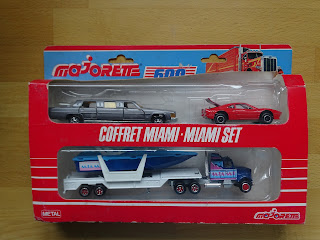 MAJORETTE 600
COFFRET MIAMI · MIAMI SET
METAL
MAJORETTE